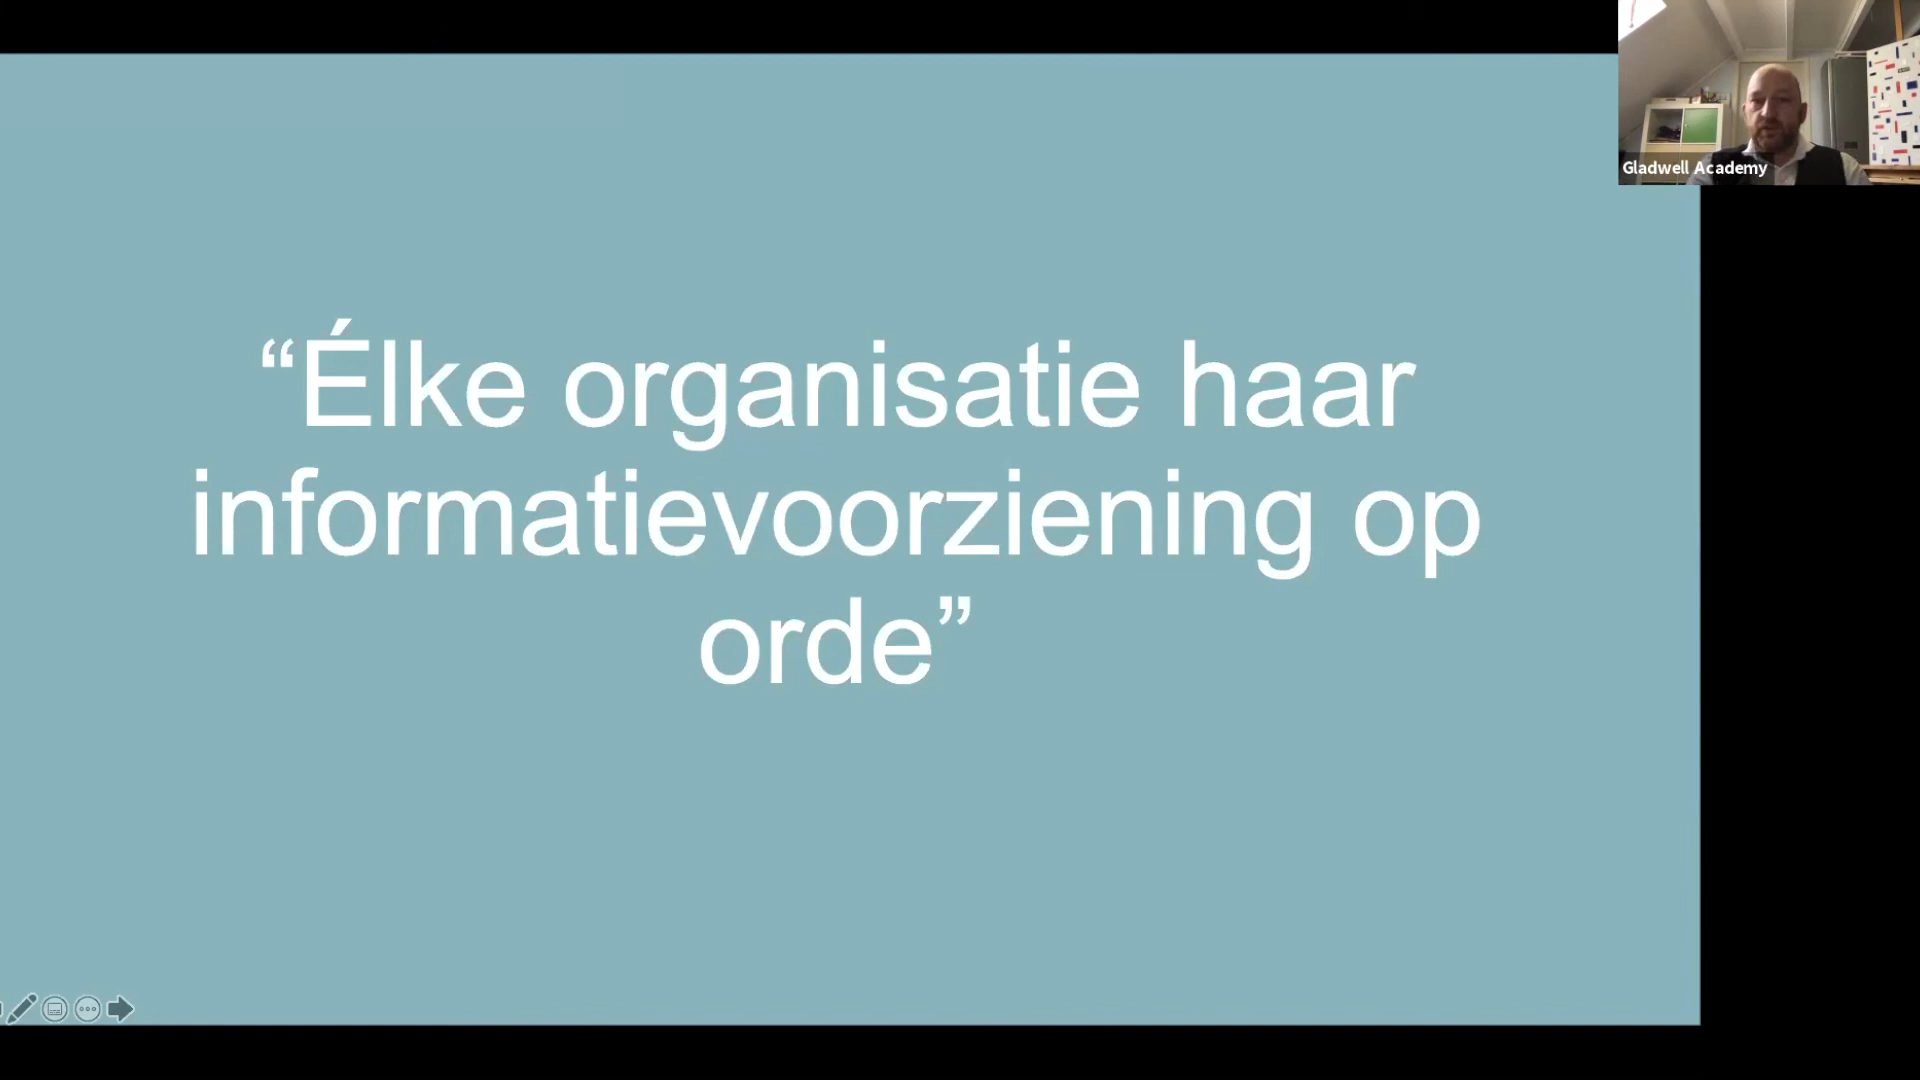 “Élke organisatie haar
informatievoorziening op
orde”
Gladwell Academy